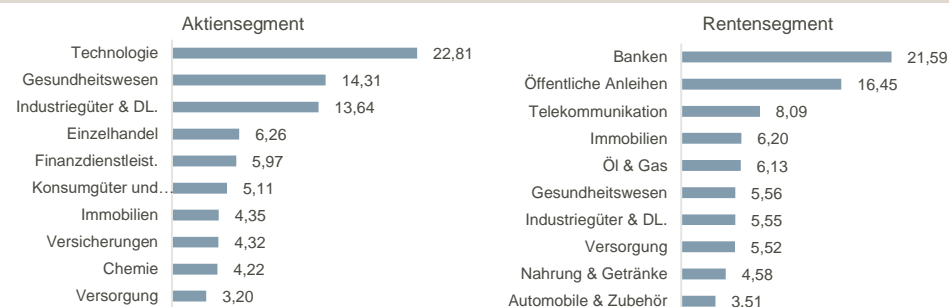 Aktiensegment
Technologie 22,81
Gesundheitswesen 14,31
Industriegüter & DL. 13,64
Einzelhandel 6,26
Finanzdienstleist. 5,97
Konsumgüter und… 5,11
Immobilien 4,35
Versicherungen 4,32
Chemie 4,22
Versorgung 3,20
Rentensegment
Banken 21,59
Öffentliche Anleihen 16,45
Telekommunikation 8,09
Immobilien 6,20
Öl & Gas 6,13
Gesundheitswesen 5,56
Industriegüter & DL. 5,55
Versorgung 5,52
Nahrung & Getränke 4,58
Automobile & Zubehör 3,51